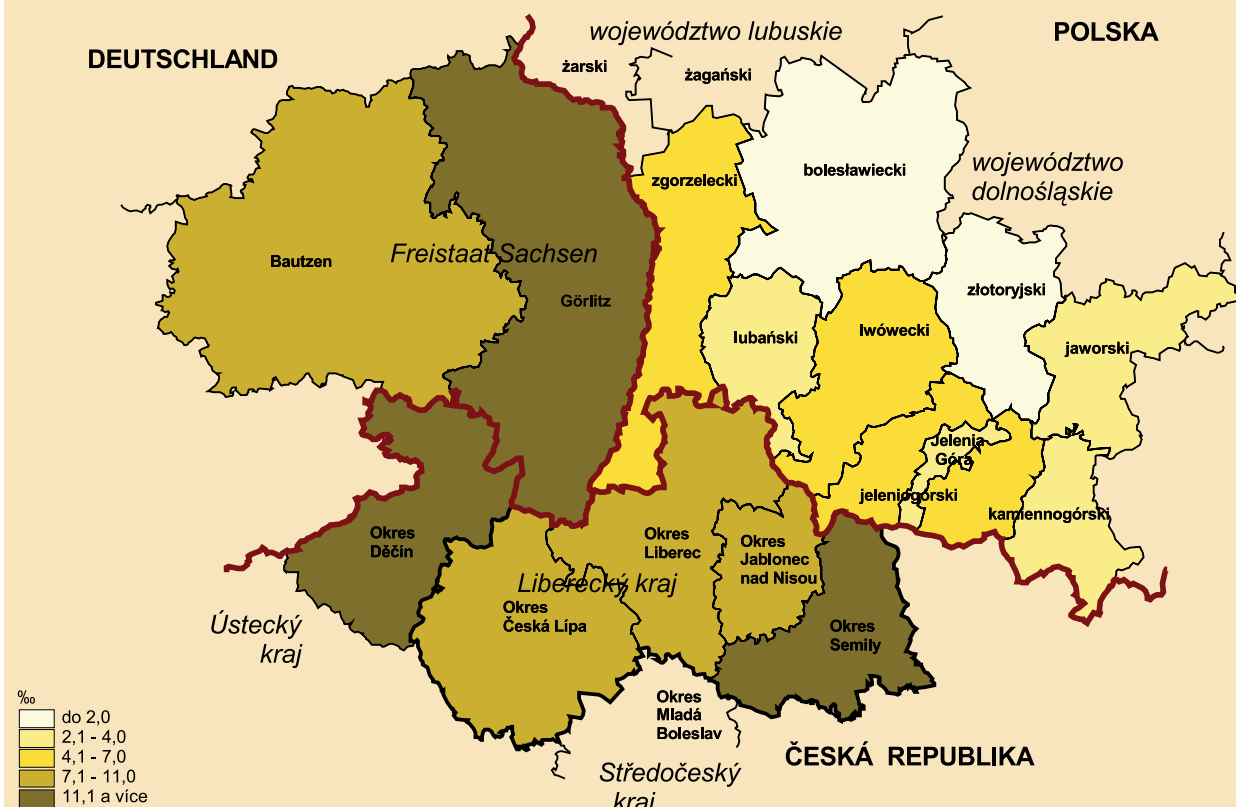 DEUTSCHLAND
POLSKA
województwo lubuskie
żarski
żagański
zgorzelecki
bolesławiecki
województwo
dolnośląskie
Bautzen
Freistaat Sachsen
Görlitz
złotoryjski
lubański
lwówecki
jaworski
Jelenia
Góra
jeleniogórski
kamiennogórski
Okres
Děčín
Okres
Liberec
Okres
Jablonec
nad Nisou
Liberecký kraj
Okres
Česká Lípa
Okres
Semily
Ústecký
kraj
Okres
Mladá
Boleslav
ČESKÁ REPUBLIKA
Středočeský
kraj
‰
do 2,0
2,1 - 4,0
4,1 - 7,0
7,1 - 11,0
11,1 a více